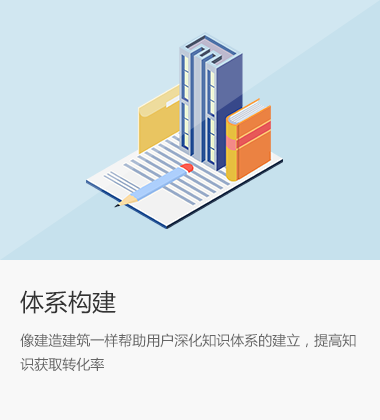 体系构建
像建造建筑一样帮助用户深化知识体系的建立，提高知
识获取转化率